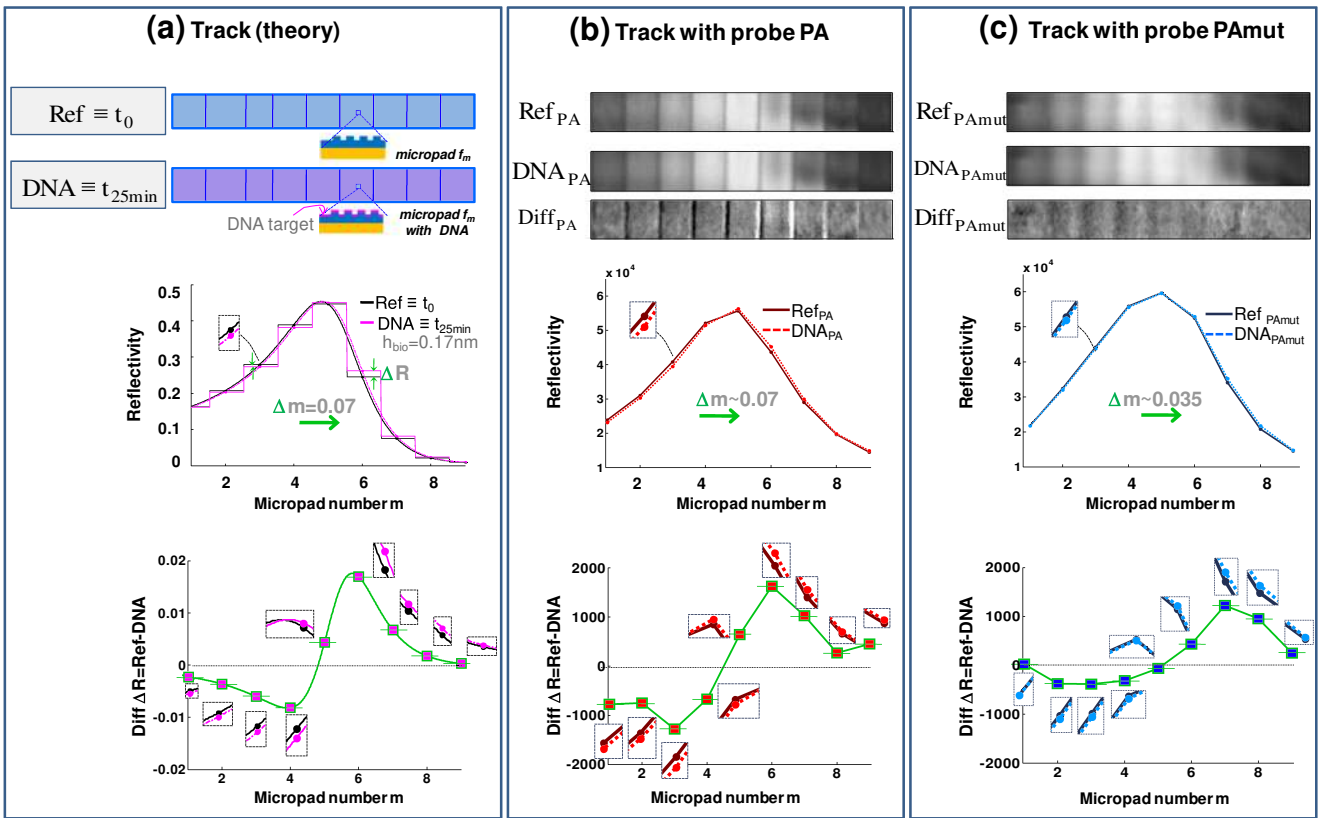 (a) Track (theory)
Ref ≡ t0
micropad fm
DNA ≡ t25min
DNA target
micropad fm
with DNA
0.5
0.4
0.3
0.2
0.1
0
Reflectivity
Ref ≡ t0
DNA ≡ t25min
hbio=0.17nm
Δ R
Δ m=0.07
2 4 6 8
Micropad number m
0.02
0.01
0
-0.01
-0.02
Diff Δ R=Ref-DNA
2 4 6 8
Micropad number m
(b) Track with probe PA
RefPA
DNAPA
DiffPA
x 10^4
6
5
4
3
2
1
Reflectivity
RefPA
DNAPA
Δ m~0.07
2 4 6 8
Micropad number m
2000
1000
0
-1000
-2000
Diff Δ R=Ref-DNA
2 4 6 8
Micropad number m
(c) Track with probe PAmut
RefPAmut
DNAPAmut
DiffPAmut
x 10^4
6
5
4
3
2
1
Reflectivity
Ref PAmut
DNAPAmut
Δ m~0.035
2 4 6 8
Micropad number m
2000
1000
0
-1000
-2000
Diff Δ R=Ref-DNA
2 4 6 8
Micropad number m